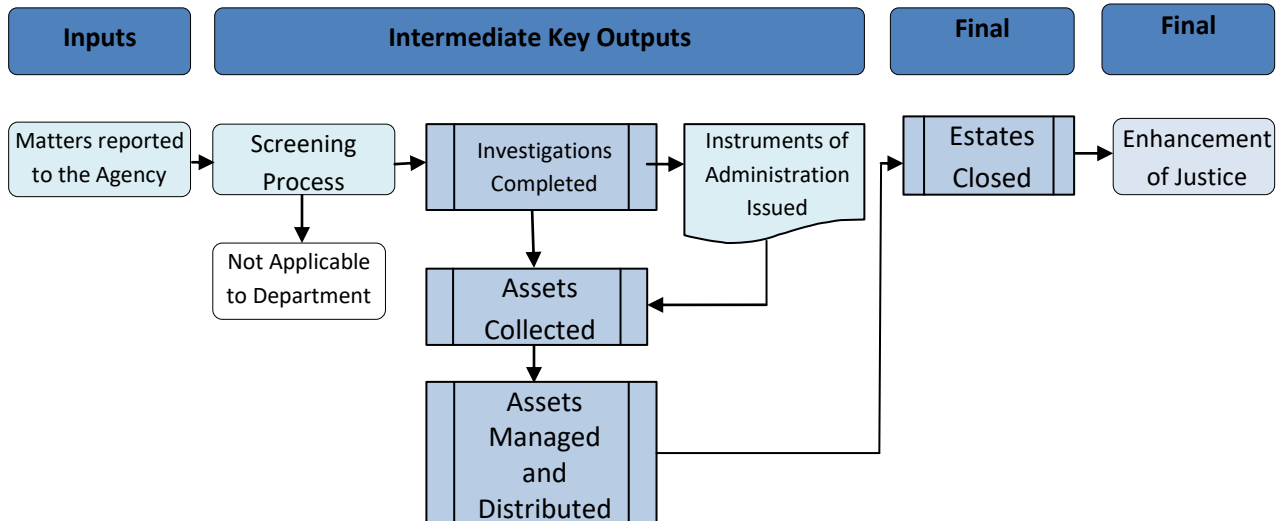 Inputs
Intermediate Key Outputs
Final
Final
Matters reported
to the Agency
Screening
Process
Investigations
Completed
Instruments of
Administration
Issued
Estates
Closed
Enhancement
of Justice
Not Applicable
to Department
Assets
Collected
Assets
Managed
and
Distributed